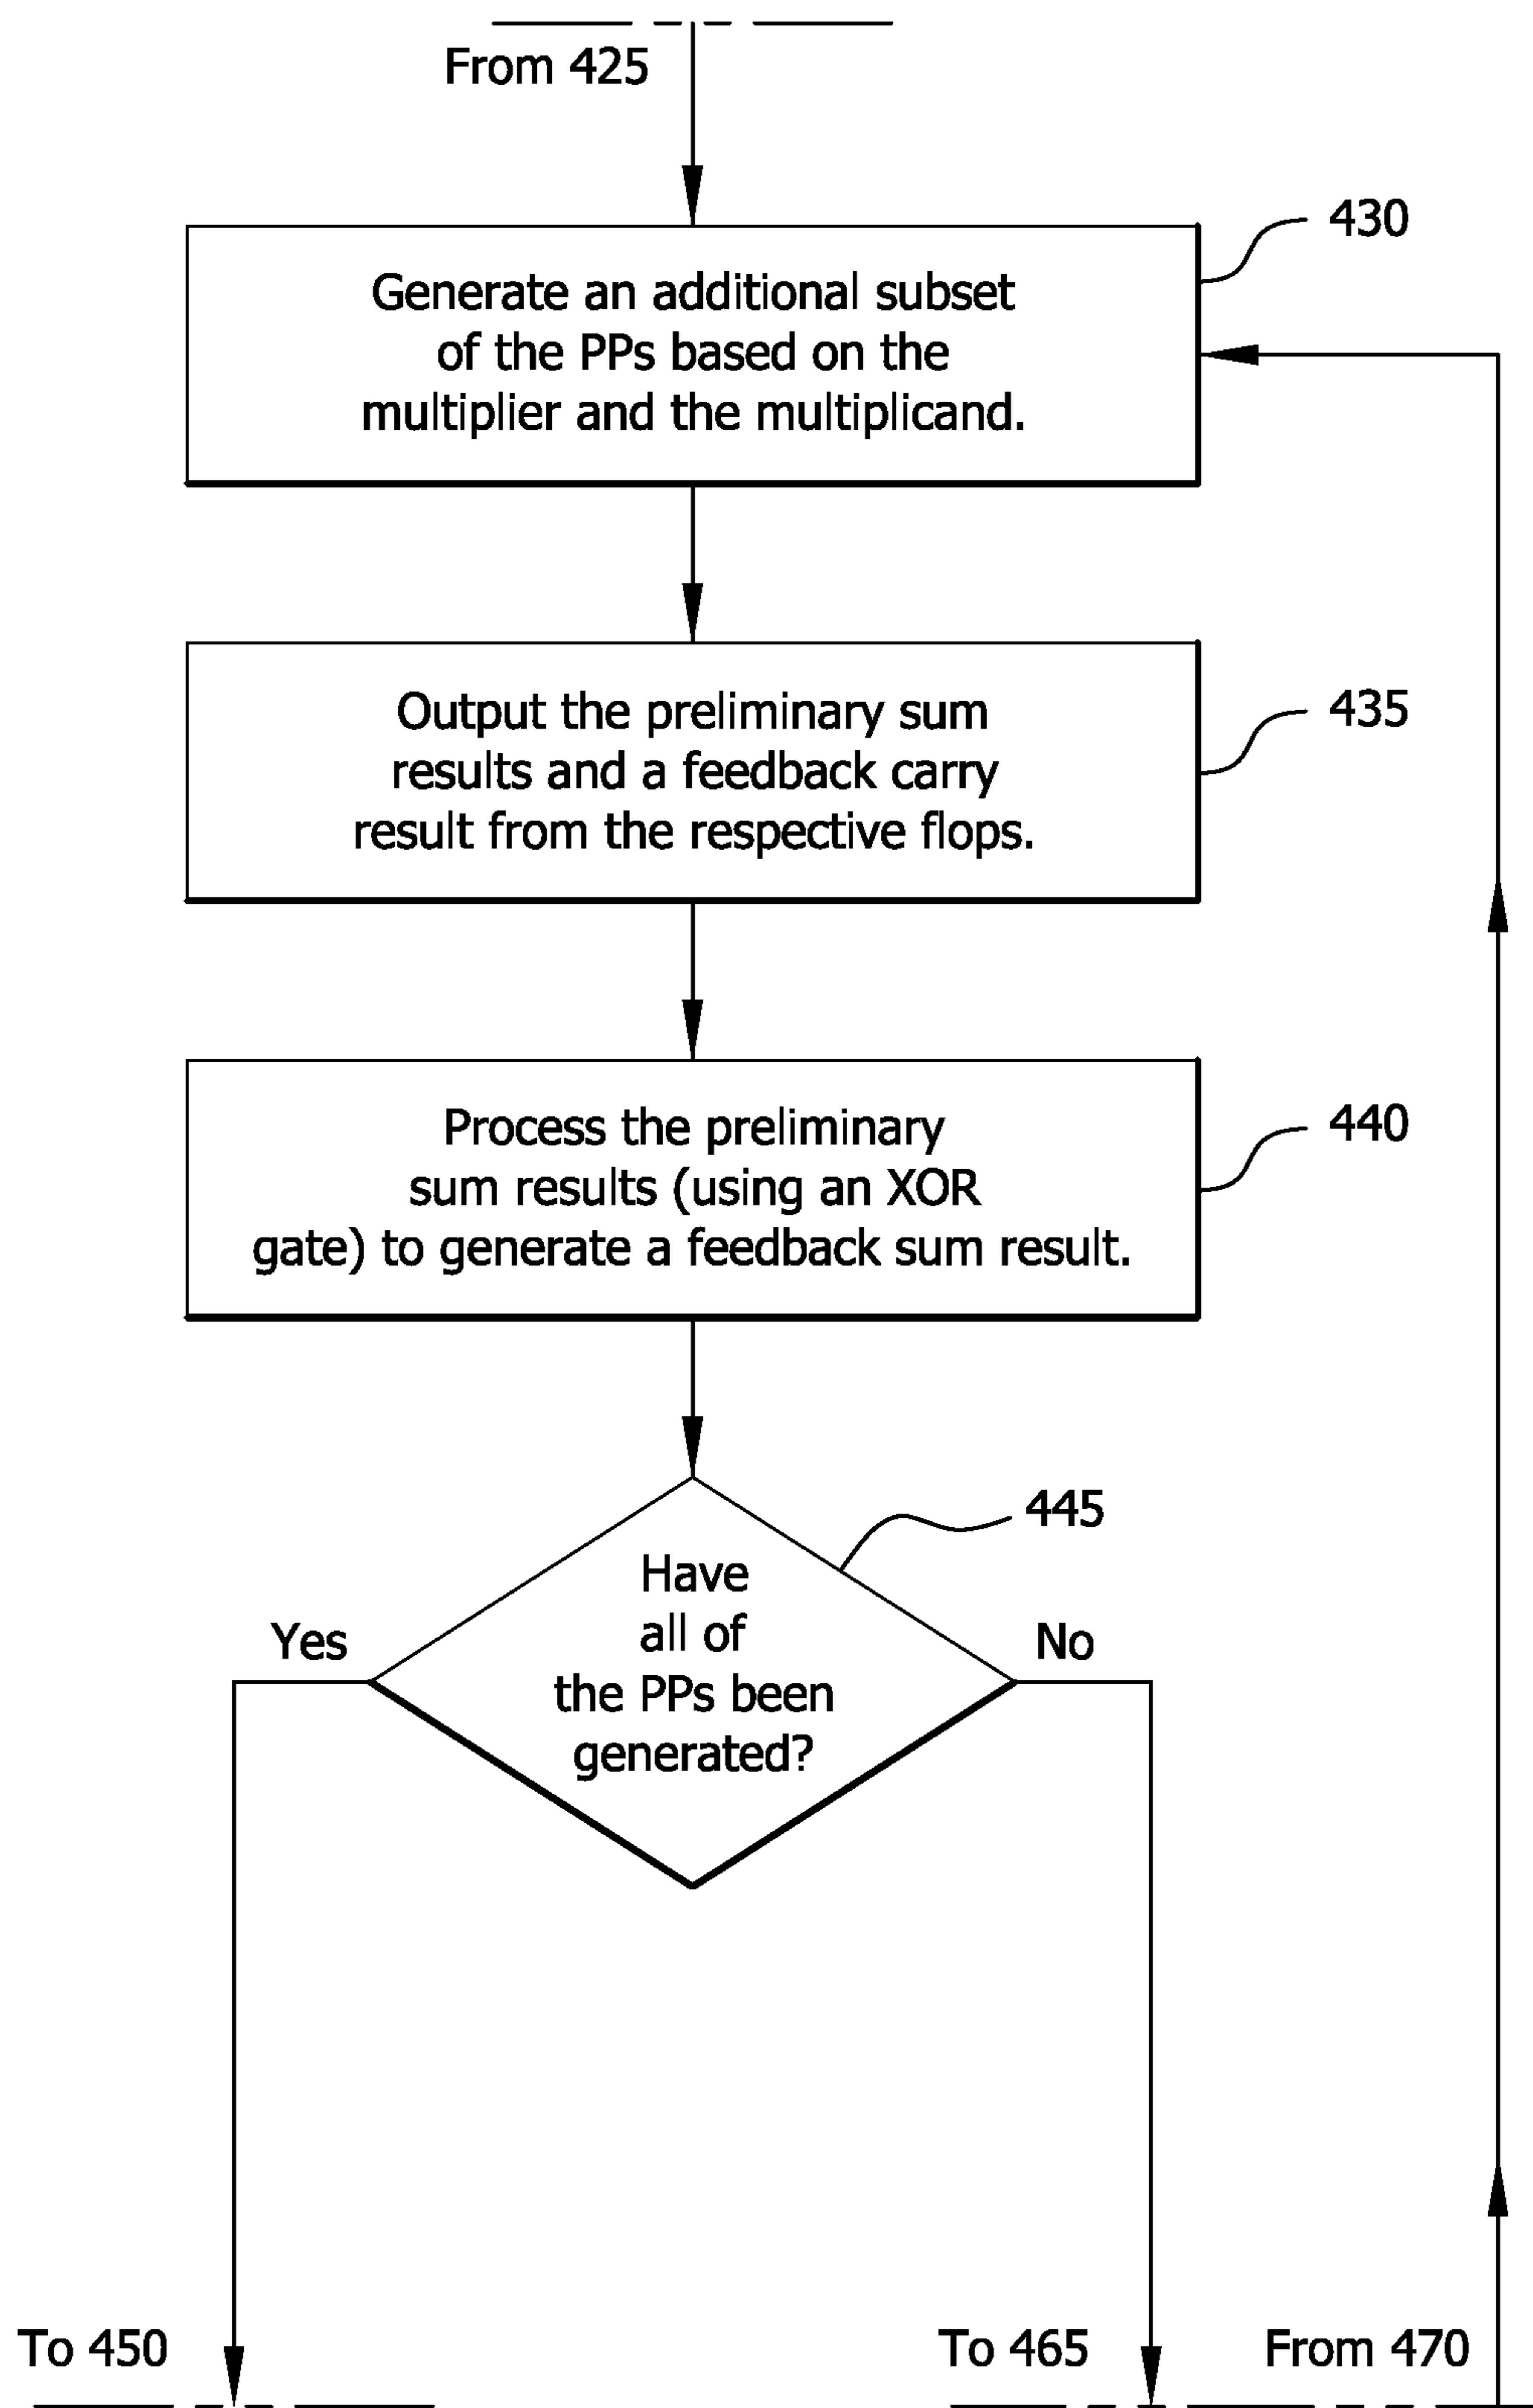 From 425
430
Generate an additional subset
of the PPs based on the
multiplier and the multiplicand.
435
Output the preliminary sum
results and a feedback carry
result from the respective flops.
440
Process the preliminary
sum results (using an XOR
gate) to generate a feedback sum result.
445
Have
all of
the PPs been
generated?
Yes
No
To 450
To 465
From 470